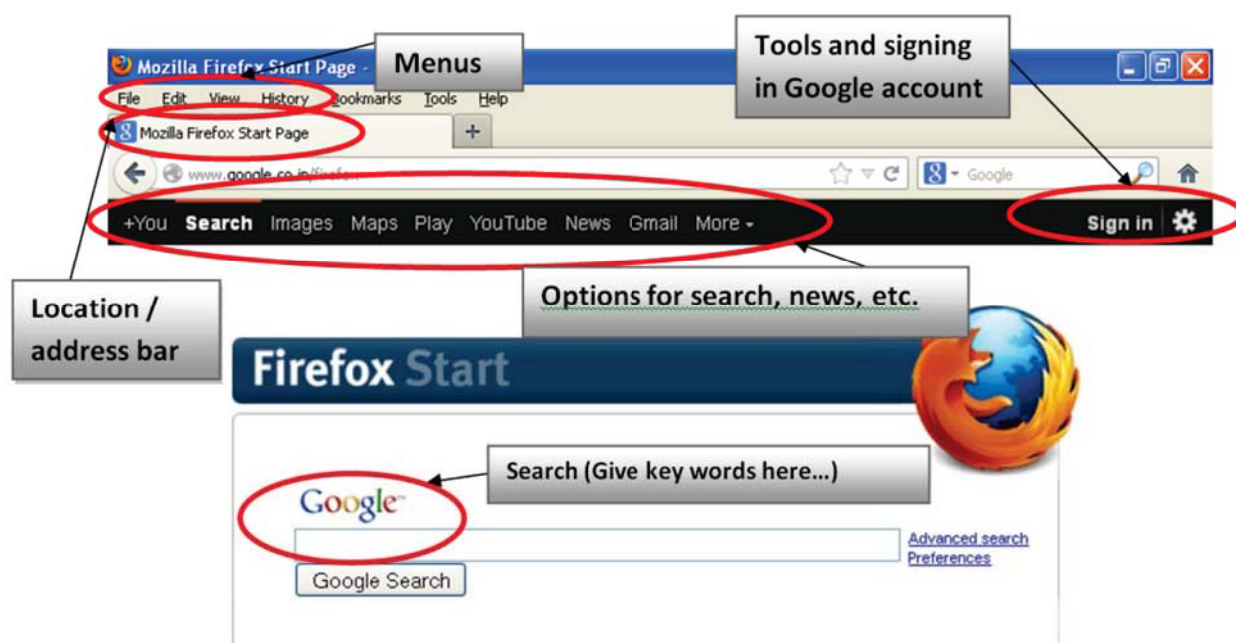 Menus
Tools and signing
in Google account
Mozilla Firefox Start Page -
File Edit View History Bookmarks Tools Help
8 Mozilla Firefox Start Page +
www.google.co.in/firefox
8 Google
+You Search Images Maps Play YouTube News Gmail More
Sign in
Location /
address bar
Options for search, news, etc.
Firefox Start
Search (Give key words here...)
Google™
Advanced search
Preferences
Google Search